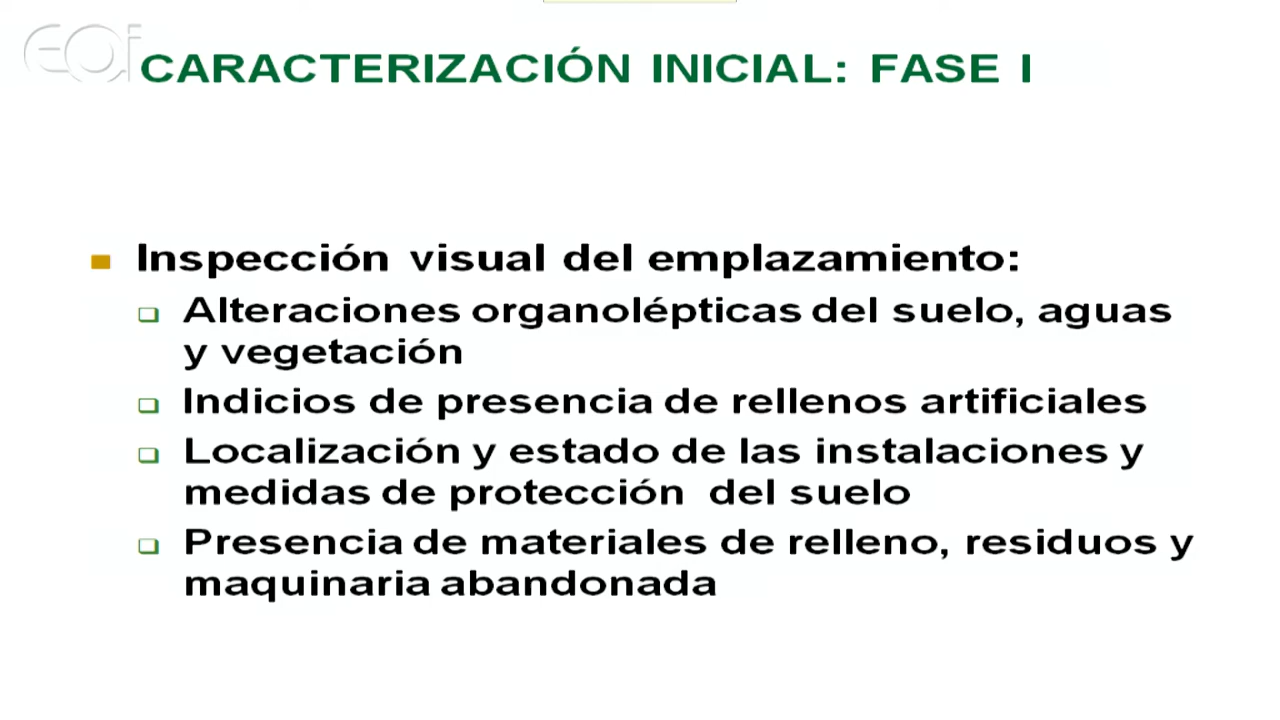 eoi
CARACTERIZACIÓN INICIAL: FASE I
Inspección visual del emplazamiento:
Alteraciones organolépticas del suelo, aguas
y vegetación
Indicios de presencia de rellenos artificiales
Localización y estado de las instalaciones y
medidas de protección del suelo
Presencia de materiales de relleno, residuos y
maquinaria abandonada